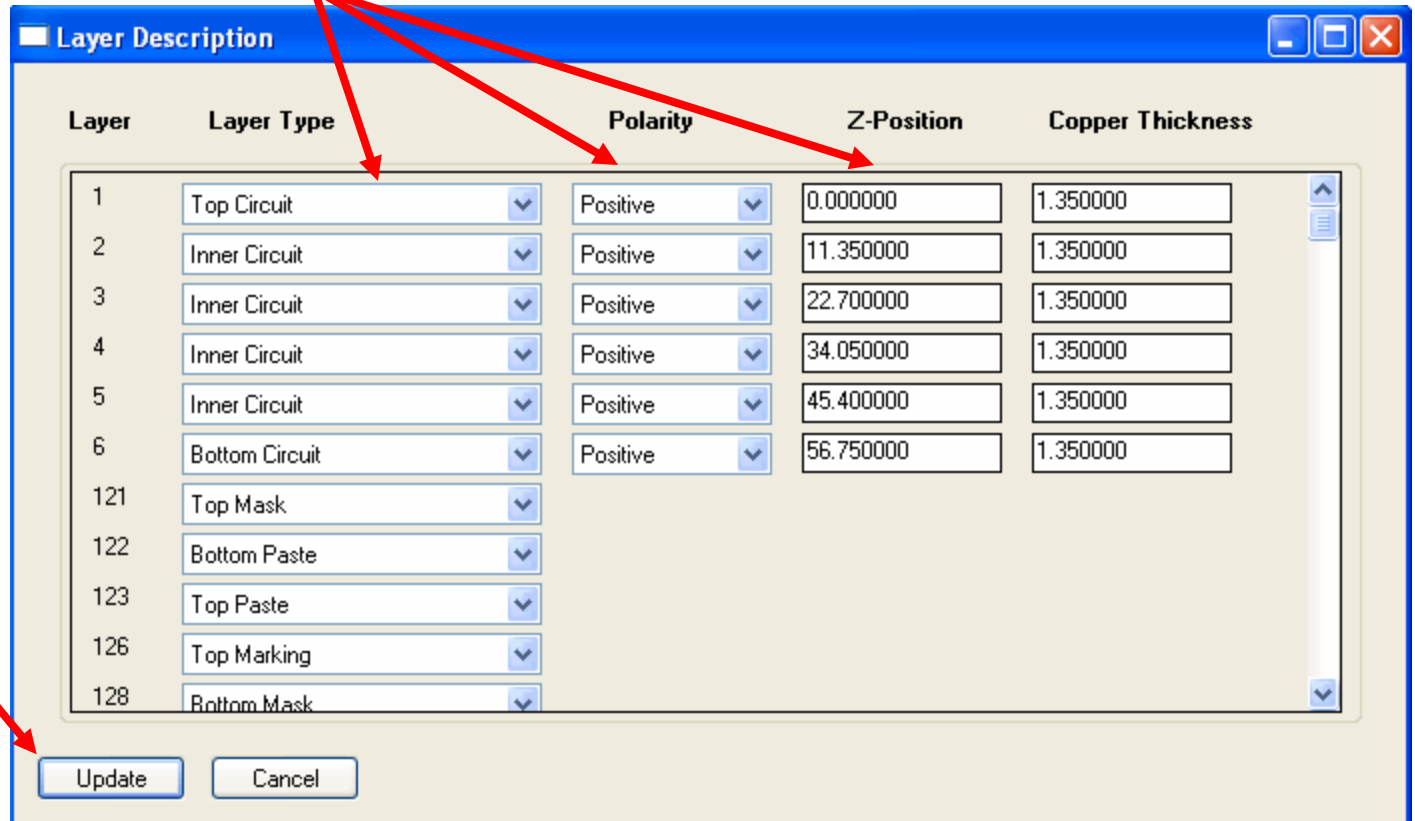 Layer Description
Layer Layer Type Polarity Z-Position Copper Thickness
1 Top Circuit Positive 0.000000 1.350000
2 Inner Circuit Positive 11.350000 1.350000
3 Inner Circuit Positive 22.700000 1.350000
4 Inner Circuit Positive 34.050000 1.350000
5 Inner Circuit Positive 45.400000 1.350000
6 Bottom Circuit Positive 56.750000 1.350000
121 Top Mask
122 Bottom Paste
123 Top Paste
126 Top Marking
128 Bottom Mask
Update Cancel